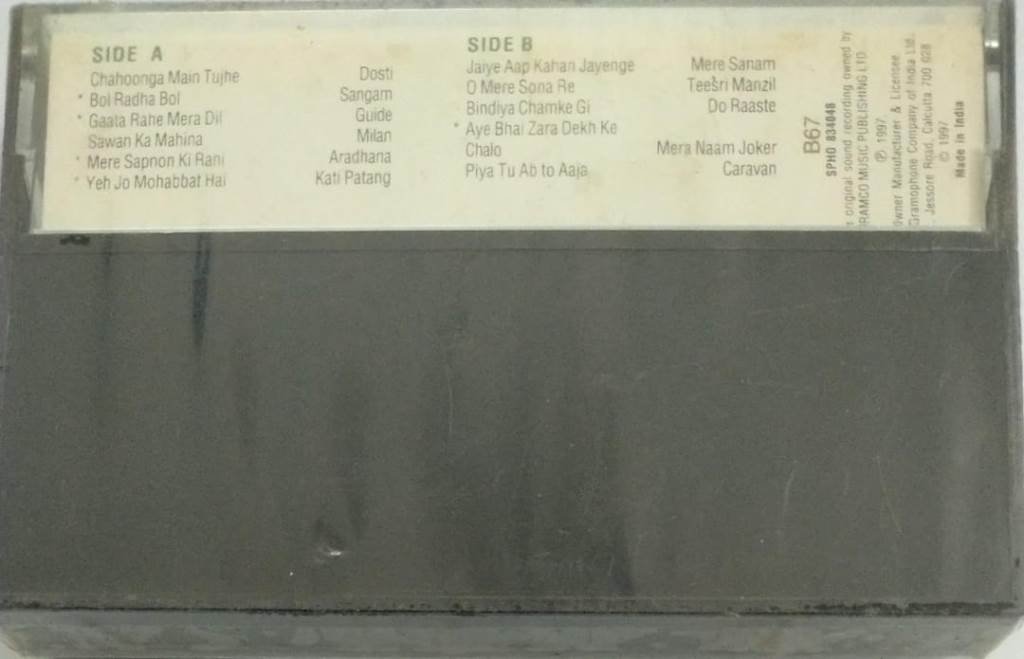 SIDE A
Chahoonga Main Tujhe Dosti
* Bol Radha Bol Sangam
* Gaata Rahe Mera Dil Guide
Sawan Ka Mahina Milan
* Mere Sapnon Ki Rani Aradhana
* Yeh Jo Mohabbat Hai Kati Patang
SIDE B
Jaiye Aap Kahan Jayenge Mere Sanam
O Mere Sona Re Teesri Manzil
Bindiya Chamke Gi Do Raaste
* Aye Bhai Zara Dekh Ke
Chalo Mera Naam Joker
Piya Tu Ab to Aaja Caravan
B67
SPHO 834048
original sound recording owned by
RAMCO MUSIC PUBLISHING LTD.
℗ 1997
Owner Manufacturer & Licensee
Gramophone Company of India Ltd.
Jessore Road, Calcutta 700 028
© 1997
Made in India